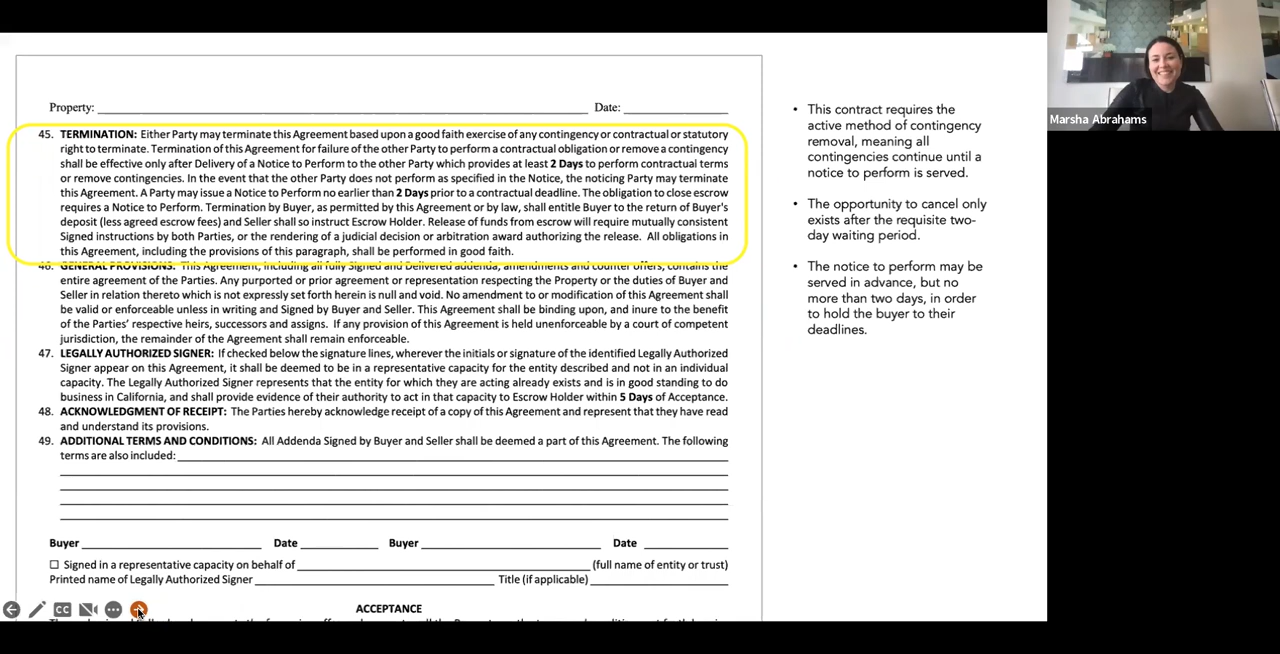 Property: Date:
45. TERMINATION: Either Party may terminate this Agreement based upon a good faith exercise of any contingency or contractual or statutory
right to terminate. Termination of this Agreement for failure of the other Party to perform a contractual obligation or remove a contingency
shall be effective only after Delivery of a Notice to Perform to the other Party which provides at least 2 Days to perform contractual terms
or remove contingencies. In the event that the other Party does not perform as specified in the Notice, the noticing Party may terminate
this Agreement. A Party may issue a Notice to Perform no earlier than 2 Days prior to a contractual deadline. The obligation to close escrow
requires a Notice to Perform. Termination by Buyer, as permitted by this Agreement or by law, shall entitle Buyer to the return of Buyer's
deposit (less agreed escrow fees) and Seller shall so instruct Escrow Holder. Release of funds from escrow will require mutually consistent
Signed instructions by both Parties, or the rendering of a judicial decision or arbitration award authorizing the release. All obligations in
this Agreement, including the provisions of this paragraph, shall be performed in good faith.
46. GENERAL PROVISIONS: This Agreement, including all fully Signed and Delivered addenda, amendments and counter offers, contains the
entire agreement of the Parties. Any purported or prior agreement or representation respecting the Property or the duties of Buyer and
Seller in relation thereto which is not expressly set forth herein is null and void. No amendment to or modification of this Agreement shall
be valid or enforceable unless in writing and Signed by Buyer and Seller. This Agreement shall be binding upon, and inure to the benefit
of the Parties' respective heirs, successors and assigns. If any provision of this Agreement is held unenforceable by a court of competent
jurisdiction, the remainder of the Agreement shall remain enforceable.
47. LEGALLY AUTHORIZED SIGNER: If checked below the signature lines, wherever the initials or signature of the identified Legally Authorized
Signer appear on this Agreement, it shall be deemed to be in a representative capacity for the entity described and not in an individual
capacity. The Legally Authorized Signer represents that the entity for which they are acting already exists and is in good standing to do
business in California, and shall provide evidence of their authority to act in that capacity to Escrow Holder within 5 Days of Acceptance.
48. ACKNOWLEDGMENT OF RECEIPT: The Parties hereby acknowledge receipt of a copy of this Agreement and represent that they have read
and understand its provisions.
49. ADDITIONAL TERMS AND CONDITIONS: All Addenda Signed by Buyer and Seller shall be deemed a part of this Agreement. The following
terms are also included:
Buyer Date Buyer Date
☐ Signed in a representative capacity on behalf of (full name of entity or trust)
Printed name of Legally Authorized Signer Title (if applicable)
ACCEPTANCE
• This contract requires the
active method of contingency
removal, meaning all
contingencies continue until a
notice to perform is served.
• The opportunity to cancel only
exists after the requisite two-
day waiting period.
• The notice to perform may be
served in advance, but no
more than two days, in order
to hold the buyer to their
deadlines.
Marsha Abrahams
CC